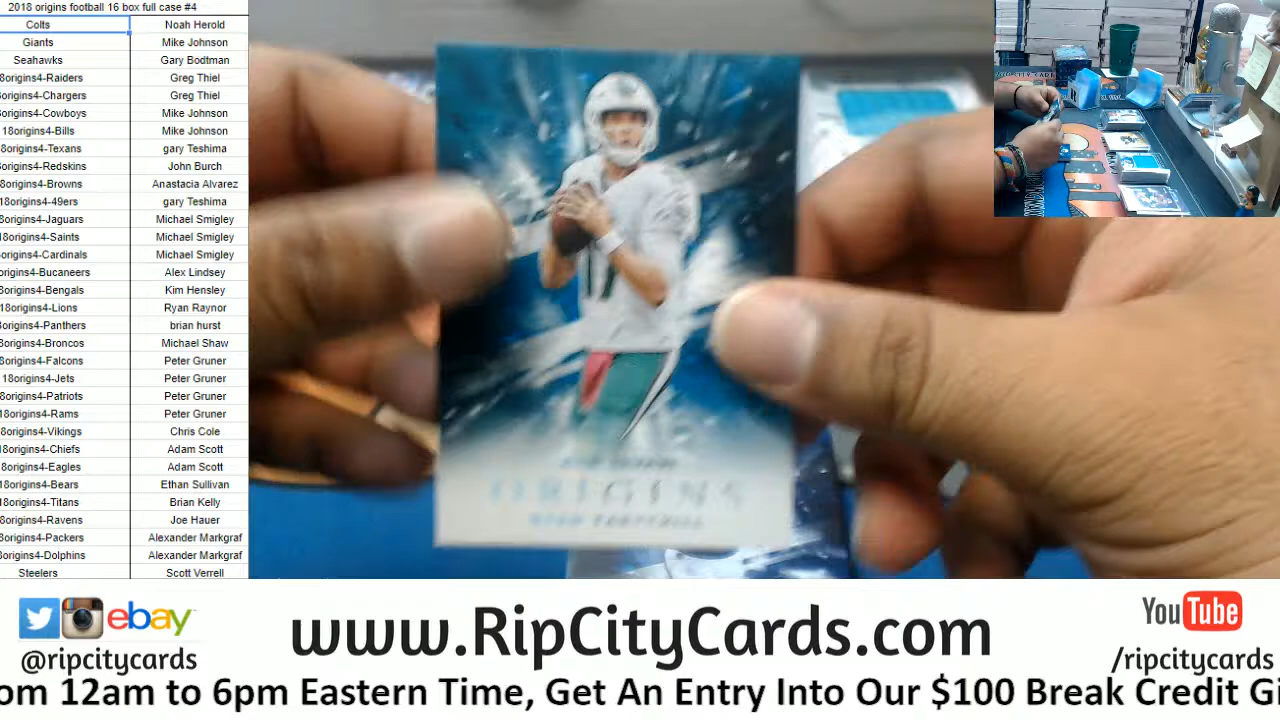 2018 origins football 16 box full case #4
Colts Noah Herold
Giants Mike Johnson
Seahawks Gary Bodtman
8origins4-Raiders Greg Thiel
8origins4-Chargers Greg Thiel
8origins4-Cowboys Mike Johnson
18origins4-Bills Mike Johnson
18origins4-Texans gary Teshima
8origins4-Redskins John Burch
8origins4-Browns Anastacia Alvarez
18origins4-49ers gary Teshima
8origins4-Jaguars Michael Smigley
18origins4-Saints Michael Smigley
8origins4-Cardinals Michael Smigley
origins4-Bucaneers Alex Lindsey
8origins4-Bengals Kim Hensley
18origins4-Lions Ryan Raynor
8origins4-Panthers brian hurst
8origins4-Broncos Michael Shaw
8origins4-Falcons Peter Gruner
18origins4-Jets Peter Gruner
8origins4-Patriots Peter Gruner
18origins4-Rams Peter Gruner
8origins4-Vikings Chris Cole
18origins4-Chiefs Adam Scott
18origins4-Eagles Adam Scott
18origins4-Bears Ethan Sullivan
18origins4-Titans Brian Kelly
8origins4-Ravens Joe Hauer
8origins4-Packers Alexander Markgraf
8origins4-Dolphins Alexander Markgraf
Steelers Scott Verrell
ORIGINS
ebay
@ripcitycards
www.RipCityCards.com
YouTube
/ripcitycards
om 12am to 6pm Eastern Time, Get An Entry Into Our $100 Break Credit Gi